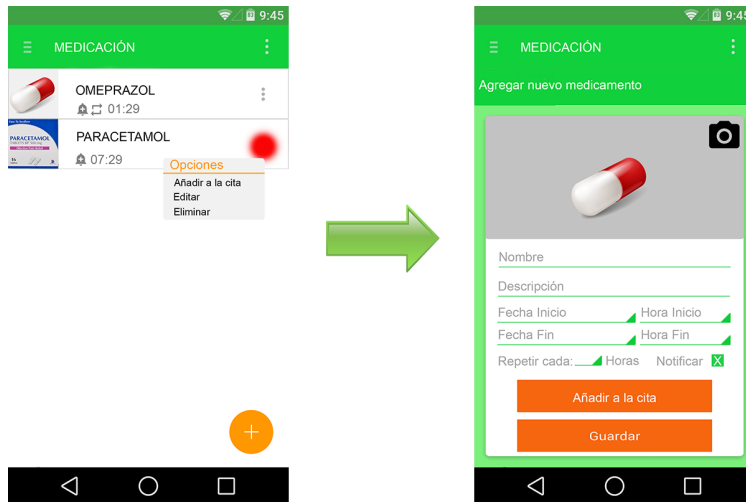 9:45
MEDICACIÓN
OMEPRAZOL
01:29
PARACETAMOL
PARACETAMOL
07:29
Opciones
Añadir a la cita
Editar
Eliminar
9:45
MEDICACIÓN
Agregar nuevo medicamento
Nombre
Descripción
Fecha Inicio Hora Inicio
Fecha Fin Hora Fin
Repetir cada: Horas Notificar X
Añadir a la cita
Guardar